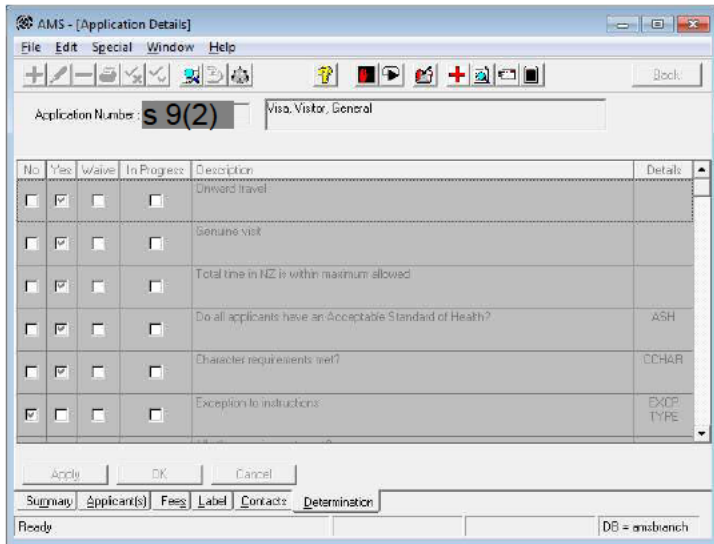 AMS - [Application Details]
File Edit Special Window Help
Back
Application Number: s 9(2) Visa, Visitor, General
No Yes Waive In Progress Description Details
Onward travel
Genuine visit
Total time in NZ is within maximum allowed
Do all applicants have an Acceptable Standard of Health? ASH
Character requirements met? CCHAR
Exception to instructions EXCP
TYPE
Apply OK Cancel
Summary Applicant(s) Fees Label Contacts Determination
Ready DB = amsbranch